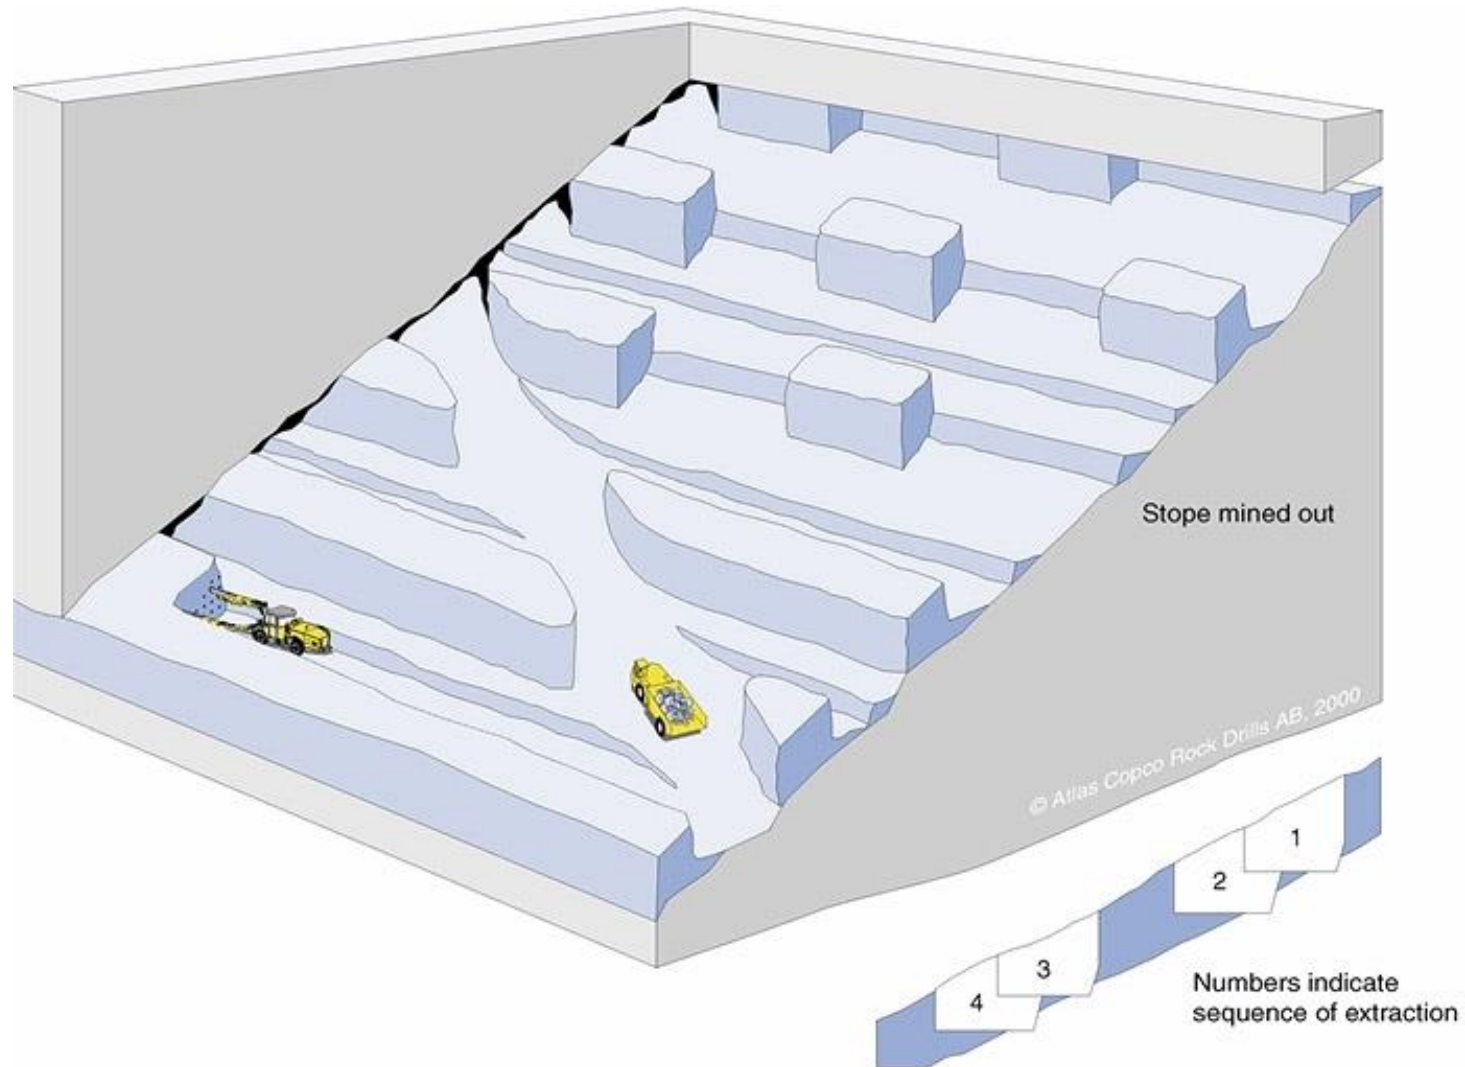 Stope mined out
© Atlas Copco Rock Drills AB, 2000
1
2
3
4
Numbers indicate
sequence of extraction